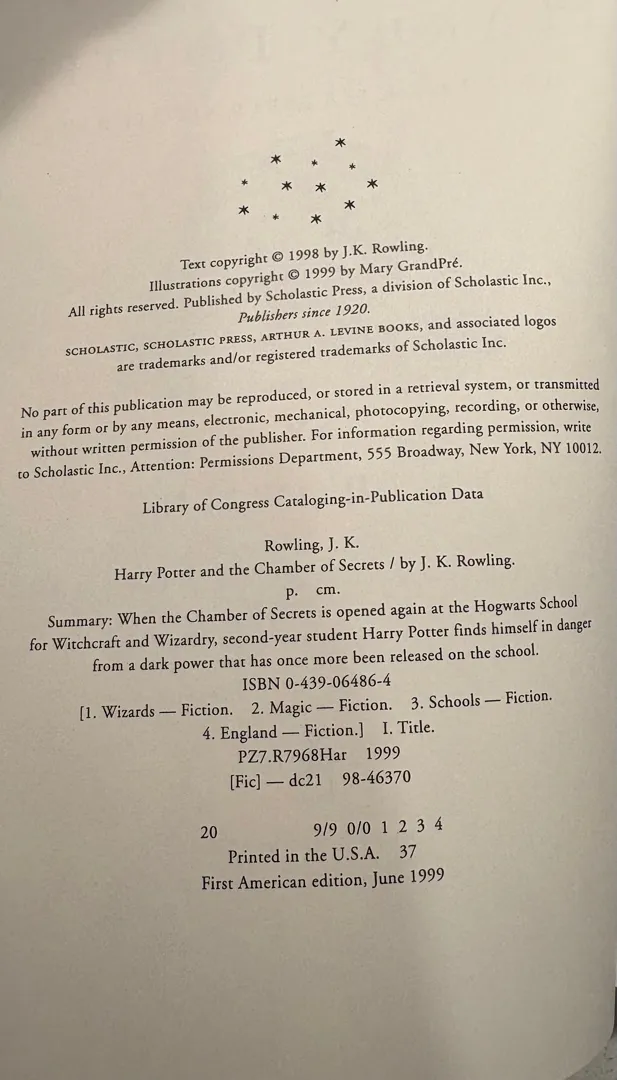 Text copyright © 1998 by J.K. Rowling.
Illustrations copyright © 1999 by Mary GrandPré.
All rights reserved. Published by Scholastic Press, a division of Scholastic Inc.,
Publishers since 1920.
SCHOLASTIC, SCHOLASTIC PRESS, ARTHUR A. LEVINE BOOKS, and associated logos
are trademarks and/or registered trademarks of Scholastic Inc.
No part of this publication may be reproduced, or stored in a retrieval system, or transmitted
in any form or by any means, electronic, mechanical, photocopying, recording, or otherwise,
without written permission of the publisher. For information regarding permission, write
to Scholastic Inc., Attention: Permissions Department, 555 Broadway, New York, NY 10012.
Library of Congress Cataloging-in-Publication Data
Rowling, J. K.
Harry Potter and the Chamber of Secrets / by J. K. Rowling.
p. cm.
Summary: When the Chamber of Secrets is opened again at the Hogwarts School
for Witchcraft and Wizardry, second-year student Harry Potter finds himself in danger
from a dark power that has once more been released on the school.
ISBN 0-439-06486-4
[1. Wizards — Fiction. 2. Magic — Fiction. 3. Schools — Fiction.
4. England — Fiction.] I. Title.
PZ7.R7968Har 1999
[Fic] — dc21 98-46370
20 9/9 0/0 1 2 3 4
Printed in the U.S.A. 37
First American edition, June 1999